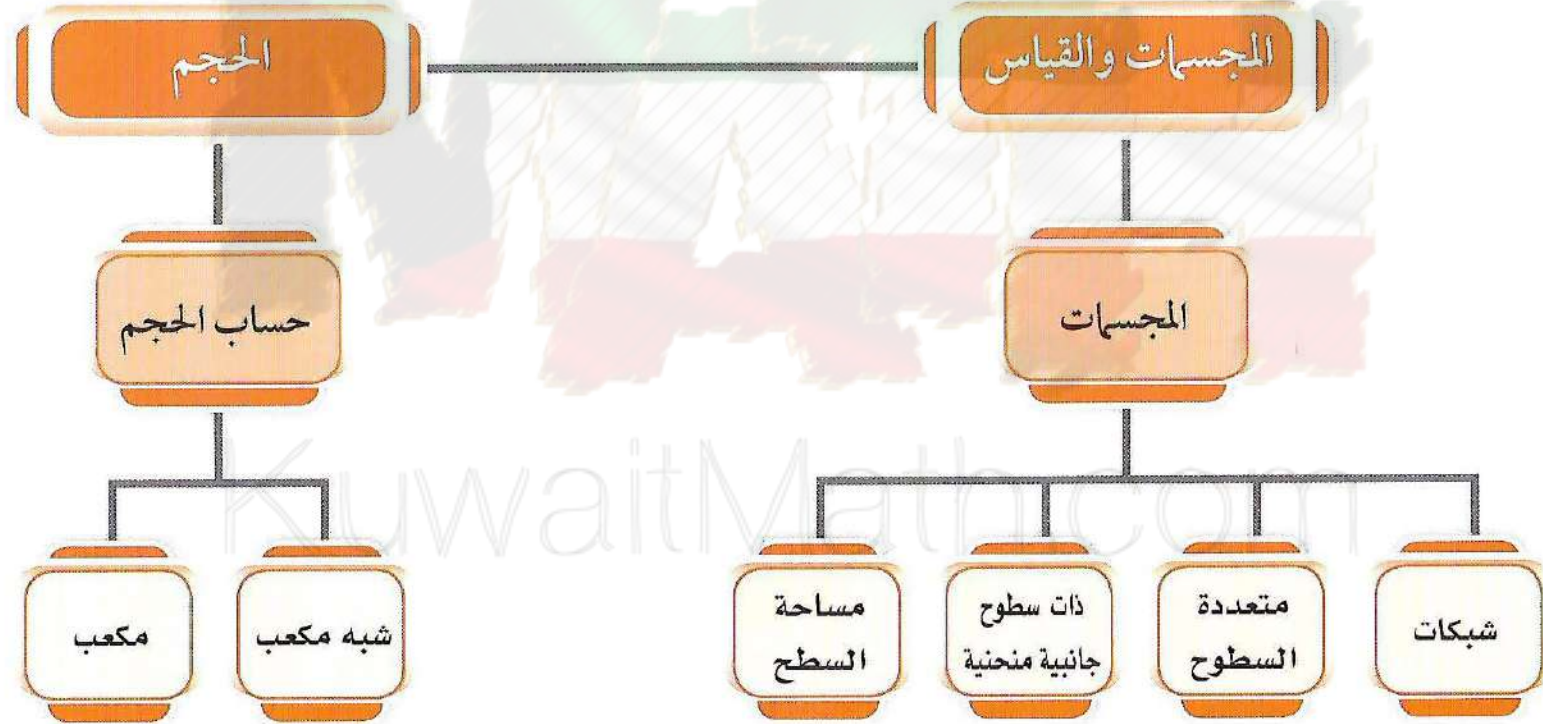 المجسمات والقياس
الحجم
المجسمات
حساب الحجم
شبكات
متعددة
السطوح
ذات سطوح
جانبية منحنية
مساحة
السطح
شبه مكعب
مكعب
KuwaitMath.com